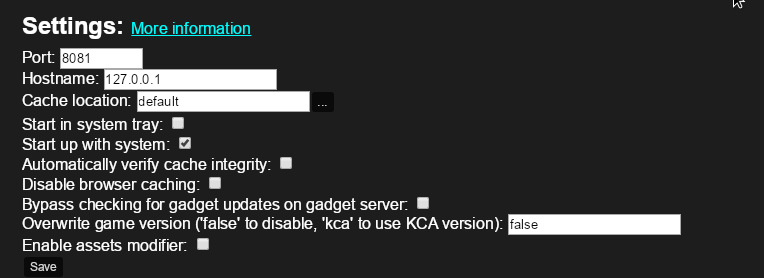 Settings: More information
Port: 8081
Hostname: 127.0.0.1
Cache location: default ...
Start in system tray:
Start up with system:
Automatically verify cache integrity:
Disable browser caching:
Bypass checking for gadget updates on gadget server:
Overwrite game version ('false' to disable, 'kca' to use KCA version): false
Enable assets modifier:
Save